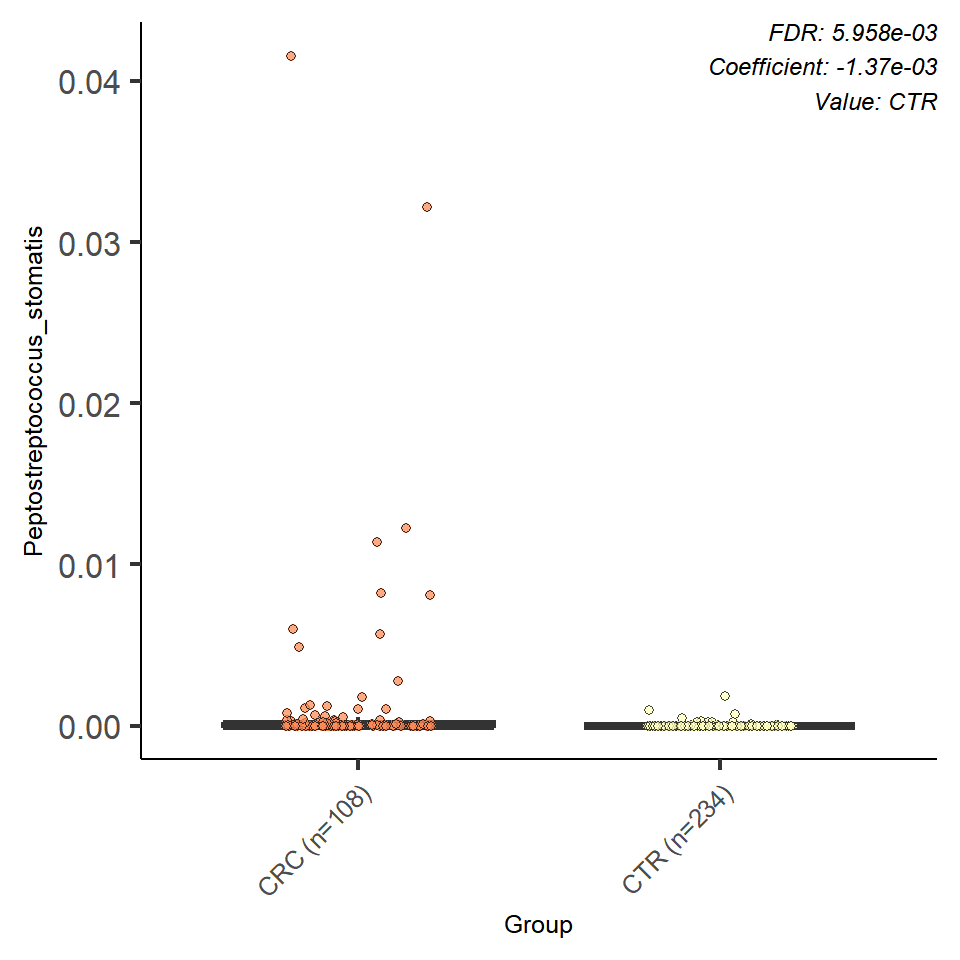 FDR: 5.958e-03
Coefficient: -1.37e-03
Value: CTR
Peptostreptococcus_stomatis
0.04
0.03
0.02
0.01
0.00
CRC (n=108)
CTR (n=234)
Group